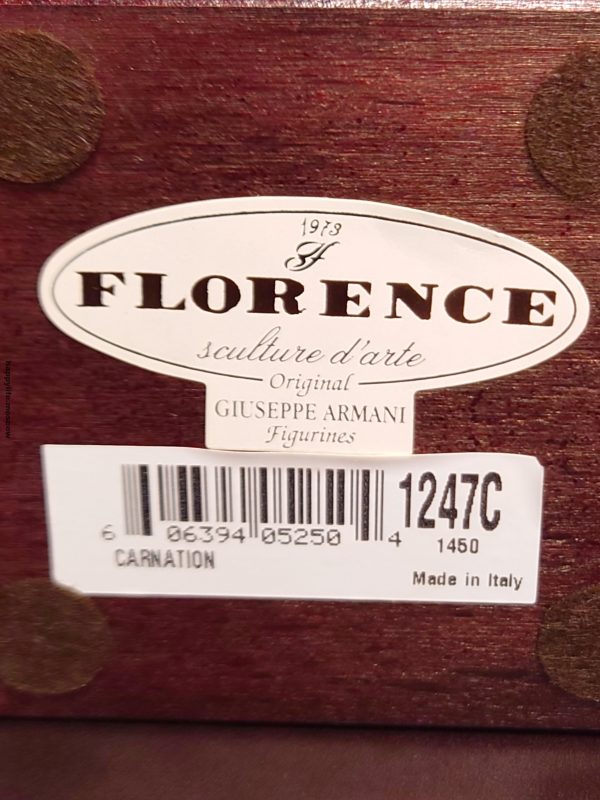 1973
FLORENCE
sculture d'arte
Original
GIUSEPPE ARMANI
Figurines
1247C
6 06394 05250 4
1450
CARNATION
Made in Italy